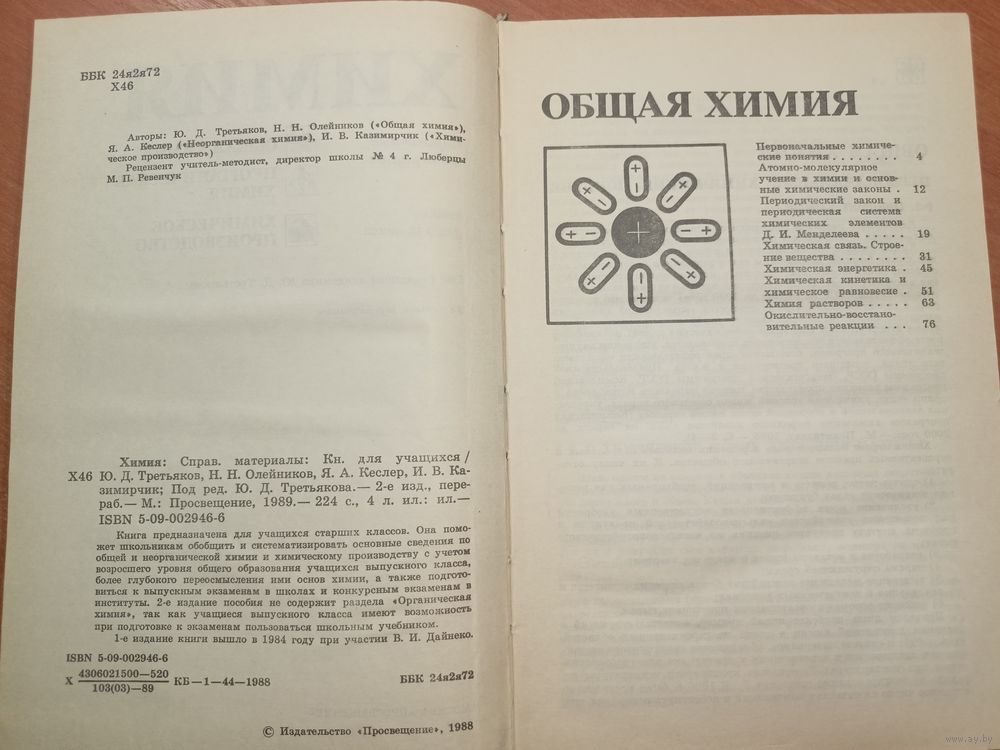 ББК 24я2я72
Х46
Авторы: Ю. Д. Третьяков, Н. Н. Олейников («Общая химия»),
Я. А. Кеслер («Неорганическая химия»), И. В. Казимирчик («Хими-
ческое производство»)
Рецензент учитель-методист, директор школы № 4 г. Люберцы
М. П. Ревенчук
Химия: Справ. материалы: Кн. для учащихся /
Х46 Ю. Д. Третьяков, Н. Н. Олейников, Я. А. Кеслер, И. В. Ка-
зимирчик; Под ред. Ю. Д. Третьякова.— 2-е изд., пере-
раб.— М.: Просвещение, 1989.— 224 с., 4 л. ил.: ил.—
ISBN 5-09-002946-6
Книга предназначена для учащихся старших классов. Она помо-
жет школьникам обобщить и систематизировать основные сведения по
общей и неорганической химии и химическому производству с учетом
возросшего уровня общего образования учащихся выпускного класса,
более глубокого переосмысления ими основ химии, а также подгото-
виться к выпускным экзаменам в школах и конкурсным экзаменам в
институты. 2-е издание пособия не содержит раздела «Органическая
химия», так как учащиеся выпускного класса имеют возможность
при подготовке к экзаменам пользоваться школьным учебником.
1-е издание книги вышло в 1984 году при участии В. И. Дайнеко.
ISBN 5-09-002946-6
Х 4306021500—520
103(03)—89 КБ—1—44—1988
ББК 24я2я72
© Издательство «Просвещение», 1988
ОБЩАЯ ХИМИЯ
Первоначальные химиче-
ские понятия . . . . . . . . 4
Атомно-молекулярное
учение в химии и основ-
ные химические законы . 12
Периодический закон и
периодическая система
химических элементов
Д. И. Менделеева . . . . . 19
Химическая связь. Строе-
ние вещества . . . . . . . . 31
Химическая энергетика . 45
Химическая кинетика и
химическое равновесие . 51
Химия растворов . . . . . 63
Окислительно-восстано-
вительные реакции . . . 76
www.ay.by